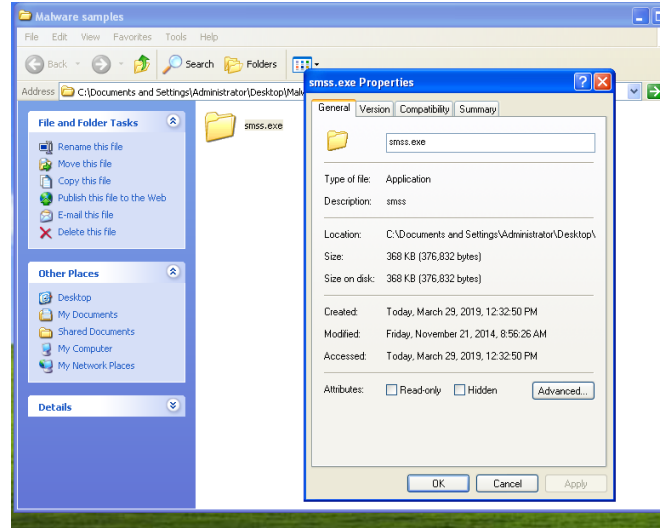 Malware samples
File Edit View Favorites Tools Help
Back Search Folders
Address C:\Documents and Settings\Administrator\Desktop\Malw
File and Folder Tasks
Rename this file
Move this file
Copy this file
Publish this file to the Web
E-mail this file
Delete this file
Other Places
Desktop
My Documents
Shared Documents
My Computer
My Network Places
Details
smss.exe
smss.exe Properties
General Version Compatibility Summary
smss.exe
Type of file: Application
Description: smss
Location: C:\Documents and Settings\Administrator\Desktop\
Size: 368 KB (376,832 bytes)
Size on disk: 368 KB (376,832 bytes)
Created: Today, March 29, 2019, 12:32:50 PM
Modified: Friday, November 21, 2014, 8:56:26 AM
Accessed: Today, March 29, 2019, 12:32:50 PM
Attributes: Read-only Hidden Advanced...
OK Cancel Apply